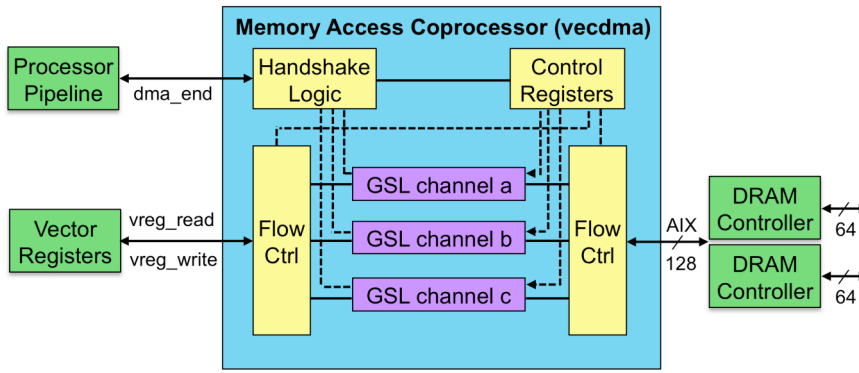 Memory Access Coprocessor (vecdma)
Processor
Pipeline
dma_end
Handshake
Logic
Control
Registers
GSL channel a
GSL channel b
GSL channel c
Flow
Ctrl
Flow
Ctrl
Vector
Registers
vreg_read
vreg_write
AIX
128
DRAM
Controller
64
DRAM
Controller
64